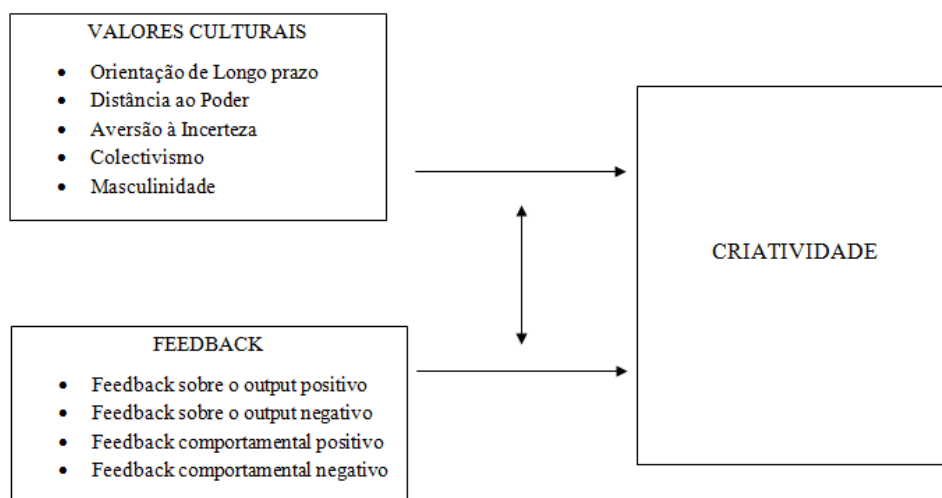 VALORES CULTURAIS
• Orientação de Longo prazo
• Distância ao Poder
• Aversão à Incerteza
• Colectivismo
• Masculinidade
CRIATIVIDADE
FEEDBACK
• Feedback sobre o output positivo
• Feedback sobre o output negativo
• Feedback comportamental positivo
• Feedback comportamental negativo